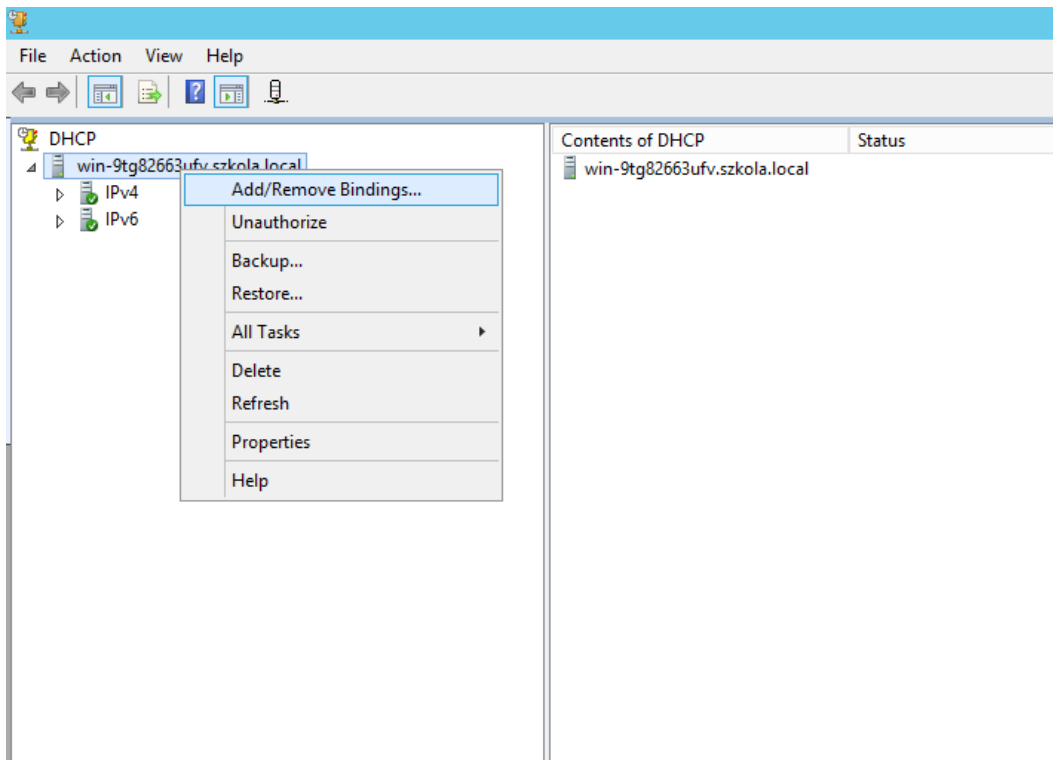 File Action View Help
DHCP
win-9tg82663ufv.szkola.local
IPv4
IPv6
Add/Remove Bindings...
Unauthorize
Backup...
Restore...
All Tasks
Delete
Refresh
Properties
Help
Contents of DHCP Status
win-9tg82663ufv.szkola.local